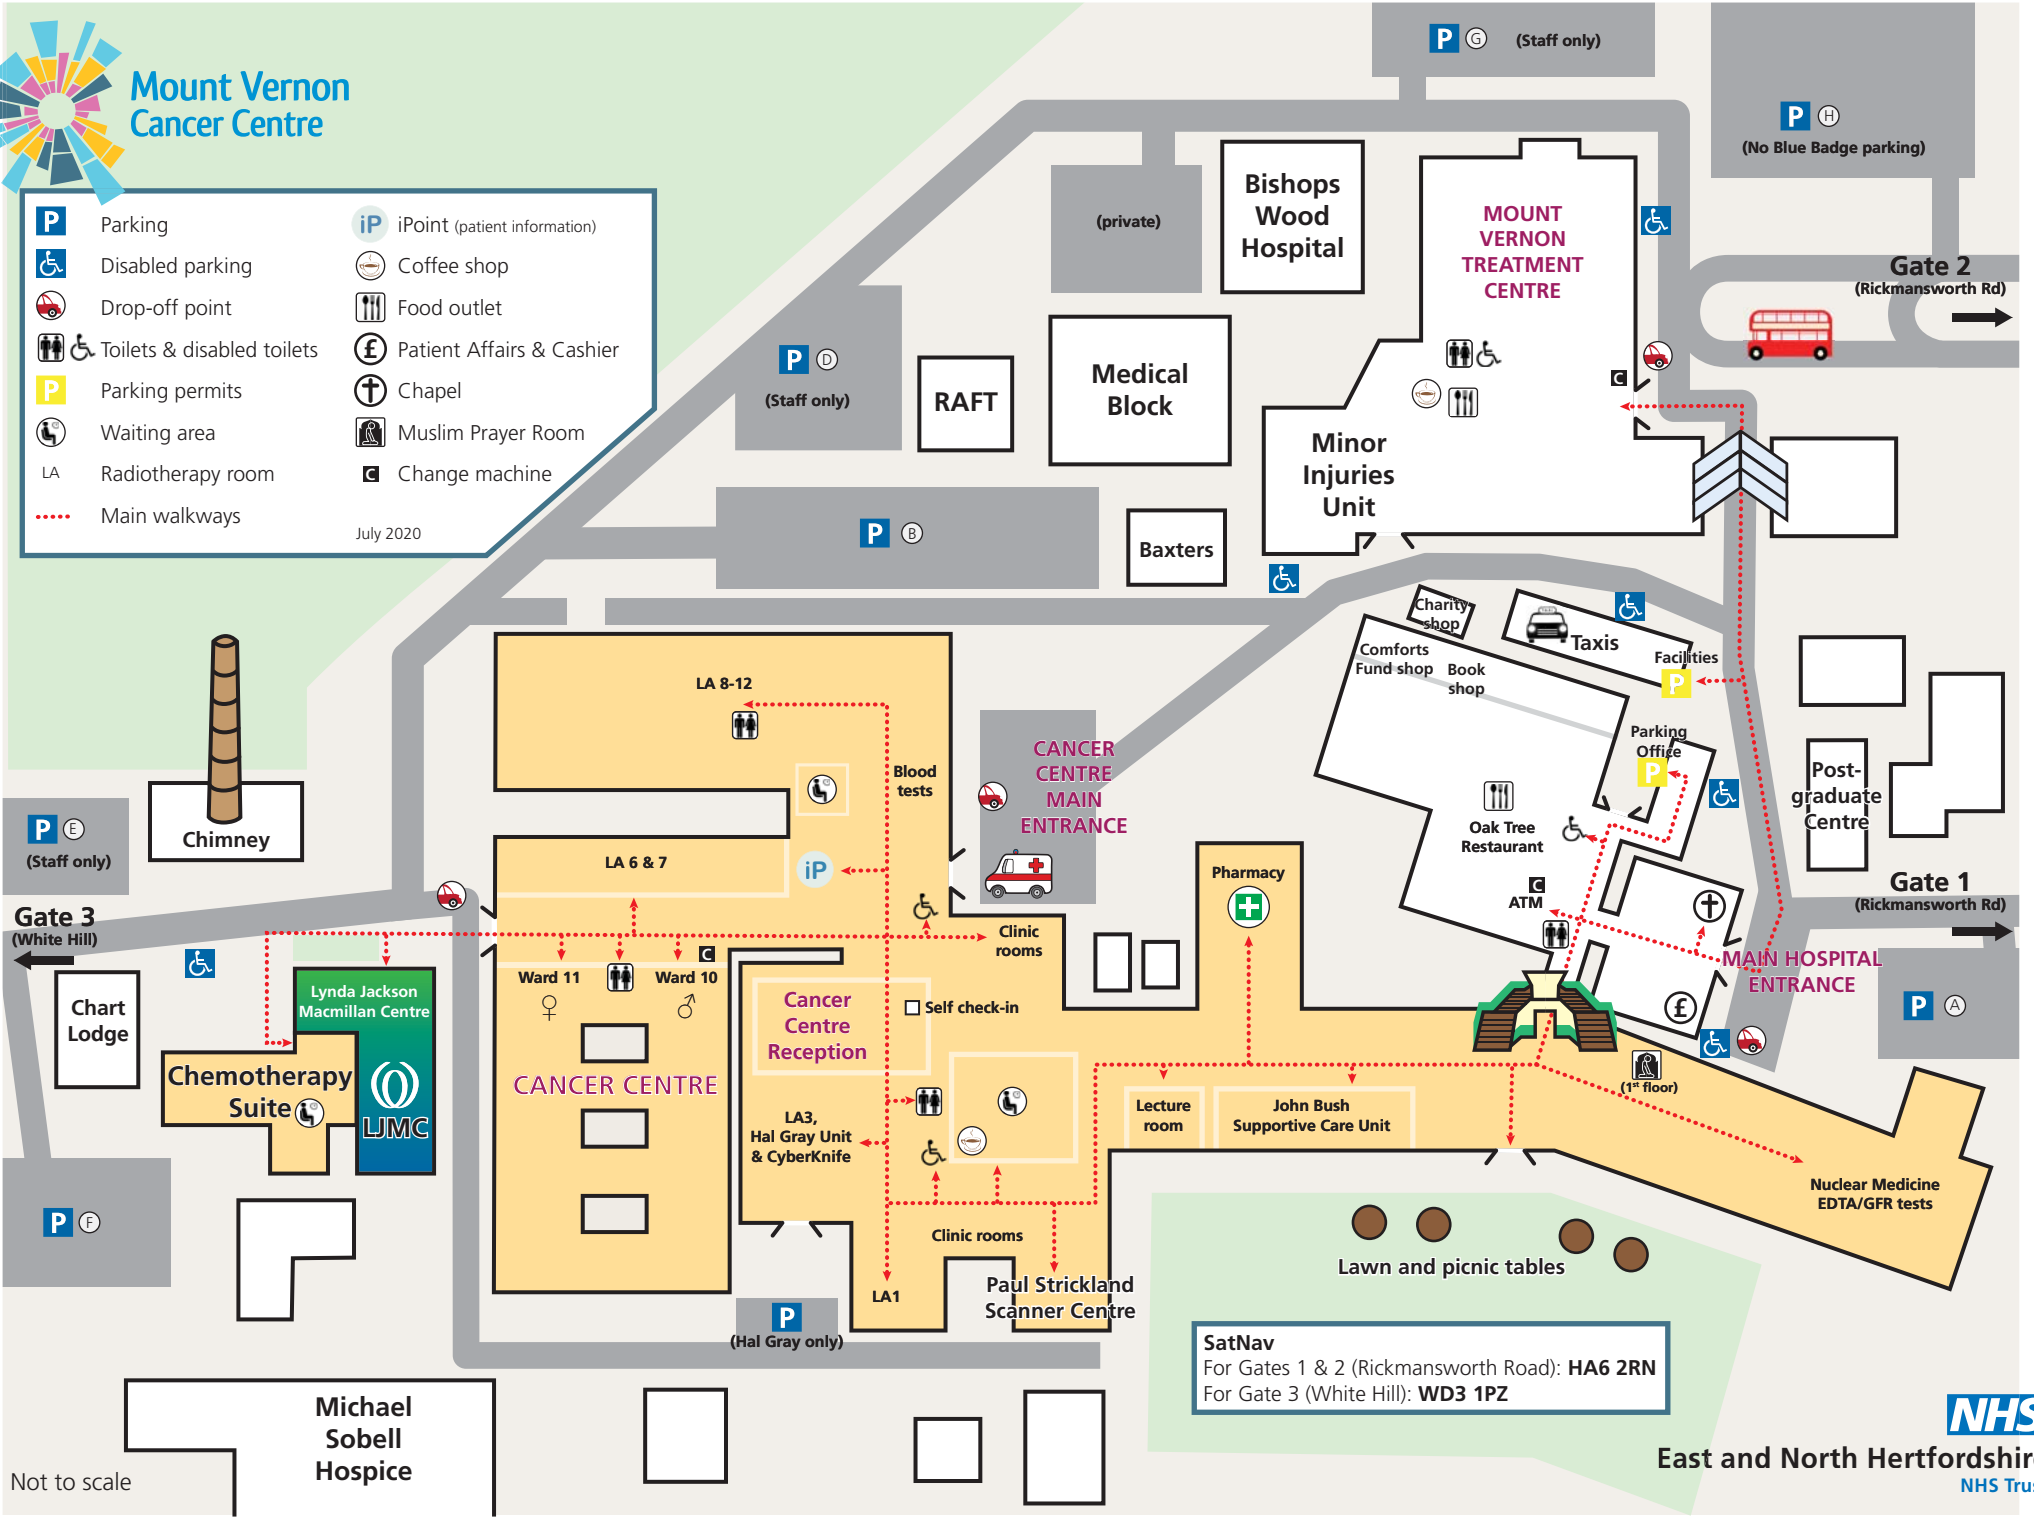 Mount Vernon
Cancer Centre
P Parking
Disabled parking
Drop-off point
Toilets & disabled toilets
P Parking permits
Waiting area
LA Radiotherapy room
Main walkways
iP iPoint (patient information)
Coffee shop
Food outlet
£ Patient Affairs & Cashier
Chapel
Muslim Prayer Room
C Change machine
July 2020
P G (Staff only)
P H
(No Blue Badge parking)
(private)
Bishops
Wood
Hospital
MOUNT
VERNON
TREATMENT
CENTRE
Gate 2
(Rickmansworth Rd)
P D
(Staff only)
RAFT
Medical
Block
C
Minor
Injuries
Unit
P B
Baxters
Charity
shop
TAXI
Taxis
Comforts
Fund shop
Book
shop
Facilities
P
LA 8-12
Parking
Office
P
Blood
tests
CANCER
CENTRE
MAIN
ENTRANCE
Post-
graduate
Centre
Oak Tree
Restaurant
P E
(Staff only)
Chimney
LA 6 & 7
iP
Pharmacy
C
ATM
Gate 1
(Rickmansworth Rd)
Gate 3
(White Hill)
Clinic
rooms
MAIN HOSPITAL
ENTRANCE
C
Ward 11
Ward 10
Lynda Jackson
Macmillan Centre
Chart
Lodge
Cancer
Centre
Reception
Self check-in
£
P A
Chemotherapy
Suite
LJMC
CANCER CENTRE
(1st floor)
LA3,
Hal Gray Unit
& CyberKnife
Lecture
room
John Bush
Supportive Care Unit
Nuclear Medicine
EDTA/GFR tests
P F
Clinic rooms
Lawn and picnic tables
LA1
Paul Strickland
Scanner Centre
P
(Hal Gray only)
SatNav
For Gates 1 & 2 (Rickmansworth Road): HA6 2RN
For Gate 3 (White Hill): WD3 1PZ
Michael
Sobell
Hospice
Not to scale
NHS
East and North Hertfordshir
NHS Trus